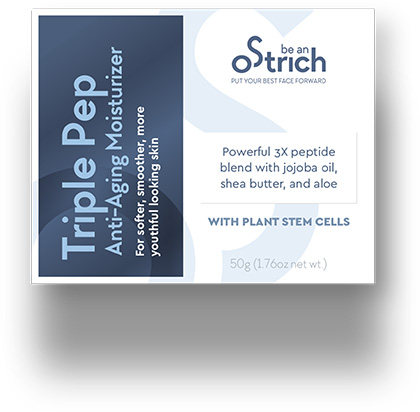 Triple Pep
Anti-Aging Moisturizer
For softer, smoother, more
youthful looking skin
be an
oStrich
PUT YOUR BEST FACE FORWARD
Powerful 3X peptide
blend with jojoba oil,
shea butter, and aloe
WITH PLANT STEM CELLS
50g (1.76oz net wt.)